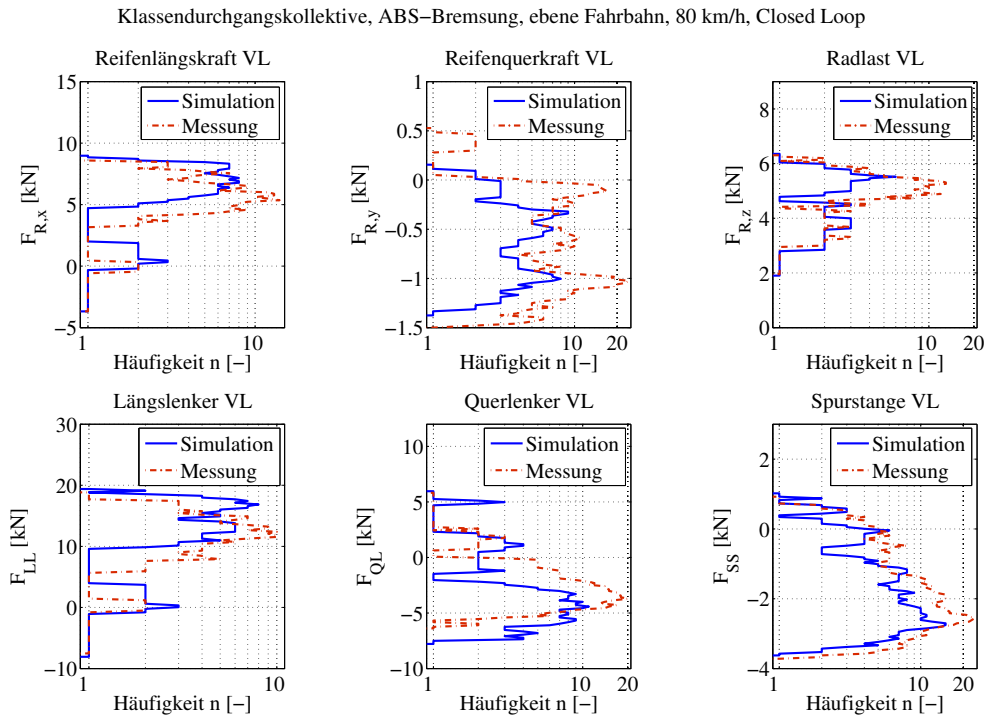 Klassendurchgangskollektive, ABS−Bremsung, ebene Fahrbahn, 80 km/h, Closed Loop
Reifenlängskraft VL
15
10
5
0
−5
F_R,x [kN]
Simulation
Messung
1
10
Häufigkeit n [−]
Reifenquerkraft VL
1
0.5
0
−0.5
−1
−1.5
F_R,y [kN]
Simulation
Messung
1
10
20
Häufigkeit n [−]
Radlast VL
8
6
4
2
0
F_R,z [kN]
Simulation
Messung
1
10
20
Häufigkeit n [−]
Längslenker VL
30
20
10
0
−10
F_LL [kN]
Simulation
Messung
1
10
Häufigkeit n [−]
Querlenker VL
10
5
0
−5
−10
F_QL [kN]
Simulation
Messung
1
10
20
Häufigkeit n [−]
Spurstange VL
2
0
−2
−4
F_SS [kN]
Simulation
Messung
1
10
20
Häufigkeit n [−]